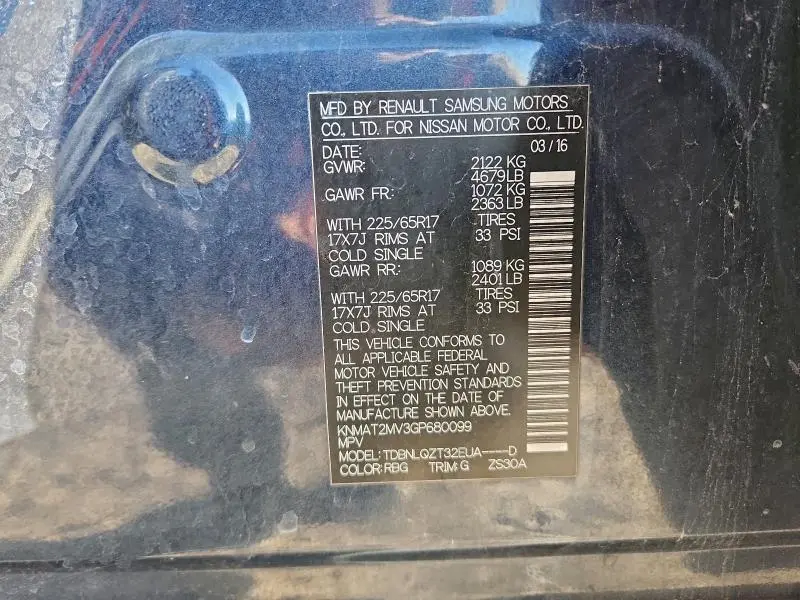 MFD BY RENAULT SAMSUNG MOTORS
CO., LTD. FOR NISSAN MOTOR CO., LTD.
DATE: 03/16
GVWR: 2122 KG
4679LB
GAWR FR: 1072 KG
2363 LB
WITH 225/65R17 TIRES
17X7J RIMS AT 33 PSI
COLD SINGLE
GAWR RR: 1089 KG
2401 LB
WITH 225/65R17 TIRES
17X7J RIMS AT 33 PSI
COLD SINGLE
THIS VEHICLE CONFORMS TO
ALL APPLICABLE FEDERAL
MOTOR VEHICLE SAFETY AND
THEFT PREVENTION STANDARDS
IN EFFECT ON THE DATE OF
MANUFACTURE SHOWN ABOVE.
KNMAT2MV3GP680099
MPV
MODEL: TDBNLQZT32EUA----D
COLOR: RBG TRIM: G ZS30A